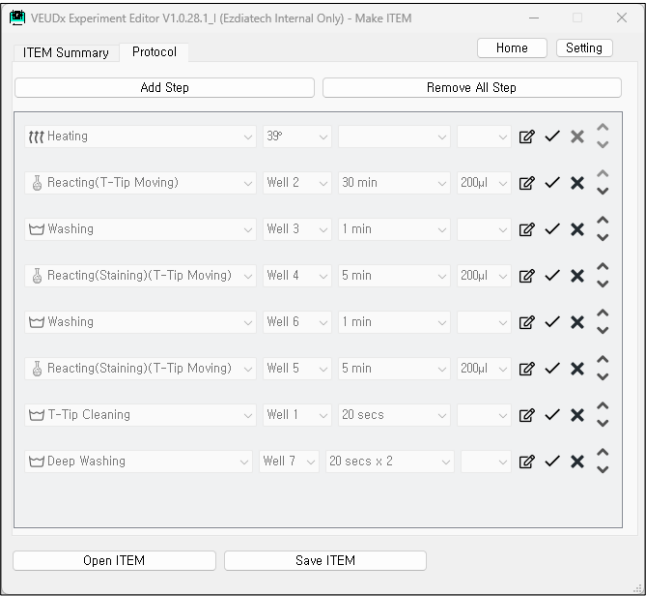 VEUDx Experiment Editor V1.0.28.1_I (Ezdiatech Internal Only) - Make ITEM
ITEM Summary Protocol Home Setting
Add Step Remove All Step
Heating 39º
Reacting(T-Tip Moving) Well 2 30 min 200μl
Washing Well 3 1 min
Reacting(Staining)(T-Tip Moving) Well 4 5 min 200μl
Washing Well 6 1 min
Reacting(Staining)(T-Tip Moving) Well 5 5 min 200μl
T-Tip Cleaning Well 1 20 secs
Deep Washing Well 7 20 secs x 2
Open ITEM Save ITEM